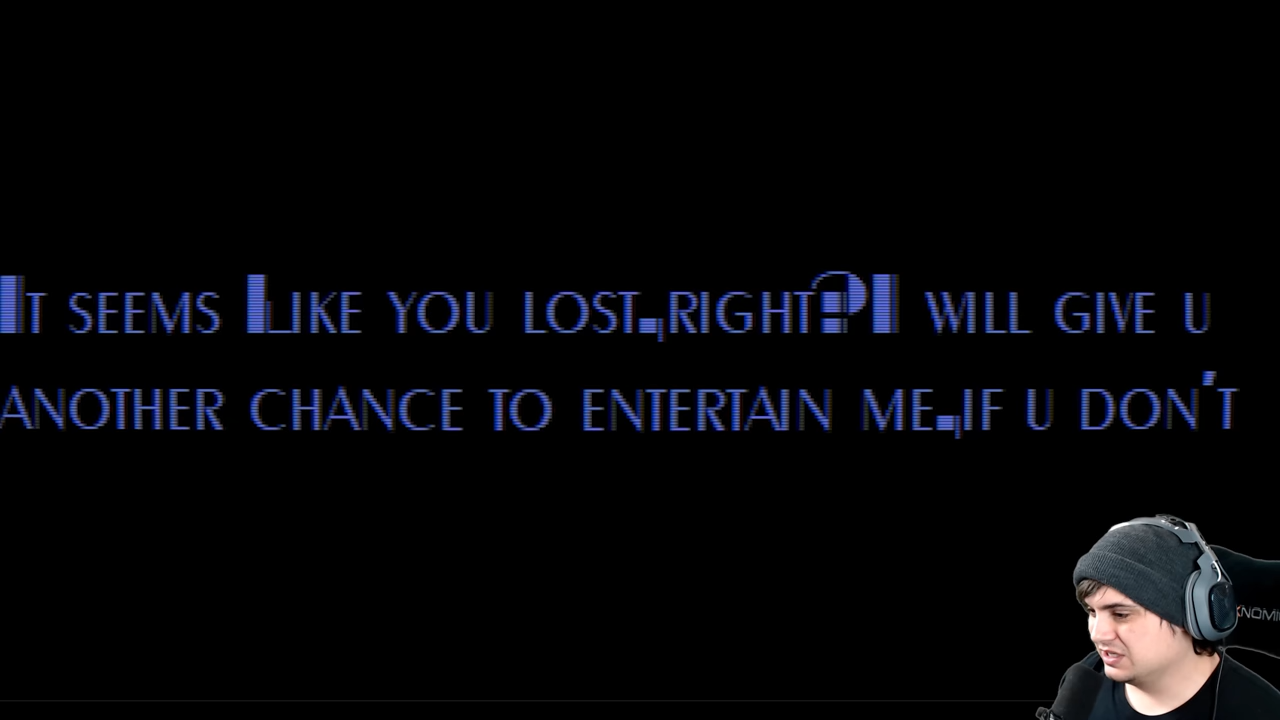 It seems Like you lost,right?I will give u
another chance to entertain me,if u don't